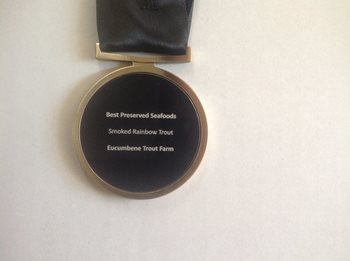 Best Preserved Seafoods
Smoked Rainbow Trout
Eucumbene Trout Farm